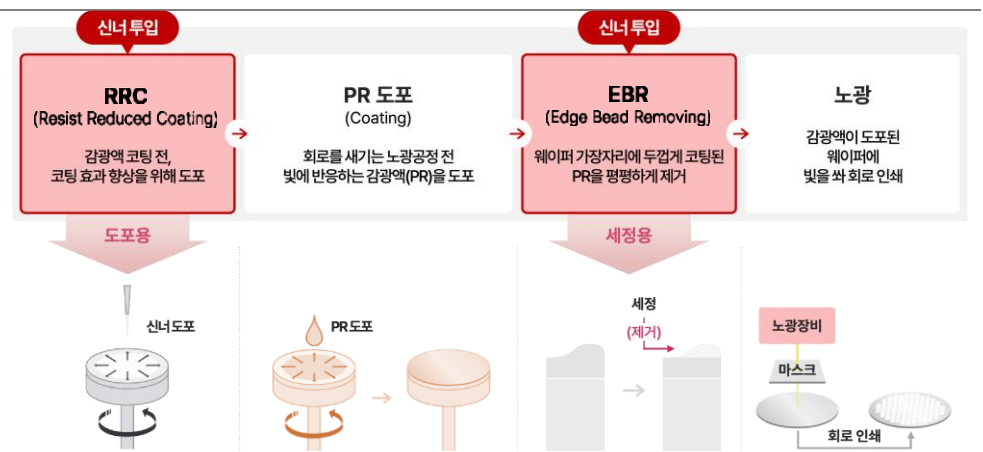 신너 투입
신너 투입
RRC
(Resist Reduced Coating)
감광액 코팅 전,
코팅 효과 향상을 위해 도포
PR 도포
(Coating)
회로를 새기는 노광공정 전
빛에 반응하는 감광액(PR)을 도포
EBR
(Edge Bead Removing)
웨이퍼 가장자리에 두껍게 코팅된
PR을 평평하게 제거
노광
감광액이 도포된
웨이퍼에
빛을 쏴 회로 인쇄
도포용
세정용
신너 도포
PR 도포
세정
(제거)
노광장비
마스크
회로 인쇄